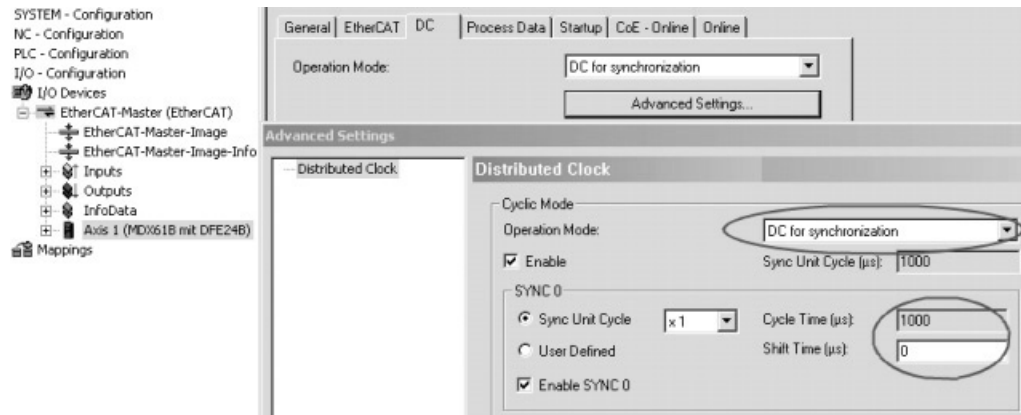 SYSTEM - Configuration
NC - Configuration
PLC - Configuration
I/O - Configuration
I/O Devices
EtherCAT-Master (EtherCAT)
EtherCAT-Master-Image
EtherCAT-Master-Image-Info
Inputs
Outputs
InfoData
Axis 1 (MDX61B mit DFE24B)
Mappings
General EtherCAT DC Process Data Startup CoE - Online Online
Operation Mode: DC for synchronization
Advanced Settings...
Advanced Settings
Distributed Clock
Distributed Clock
Cyclic Mode
Operation Mode: DC for synchronization
Enable Sync Unit Cycle (µs): 1000
SYNC 0
Sync Unit Cycle x 1 Cycle Time (µs): 1000
User Defined Shift Time (µs): 0
Enable SYNC 0